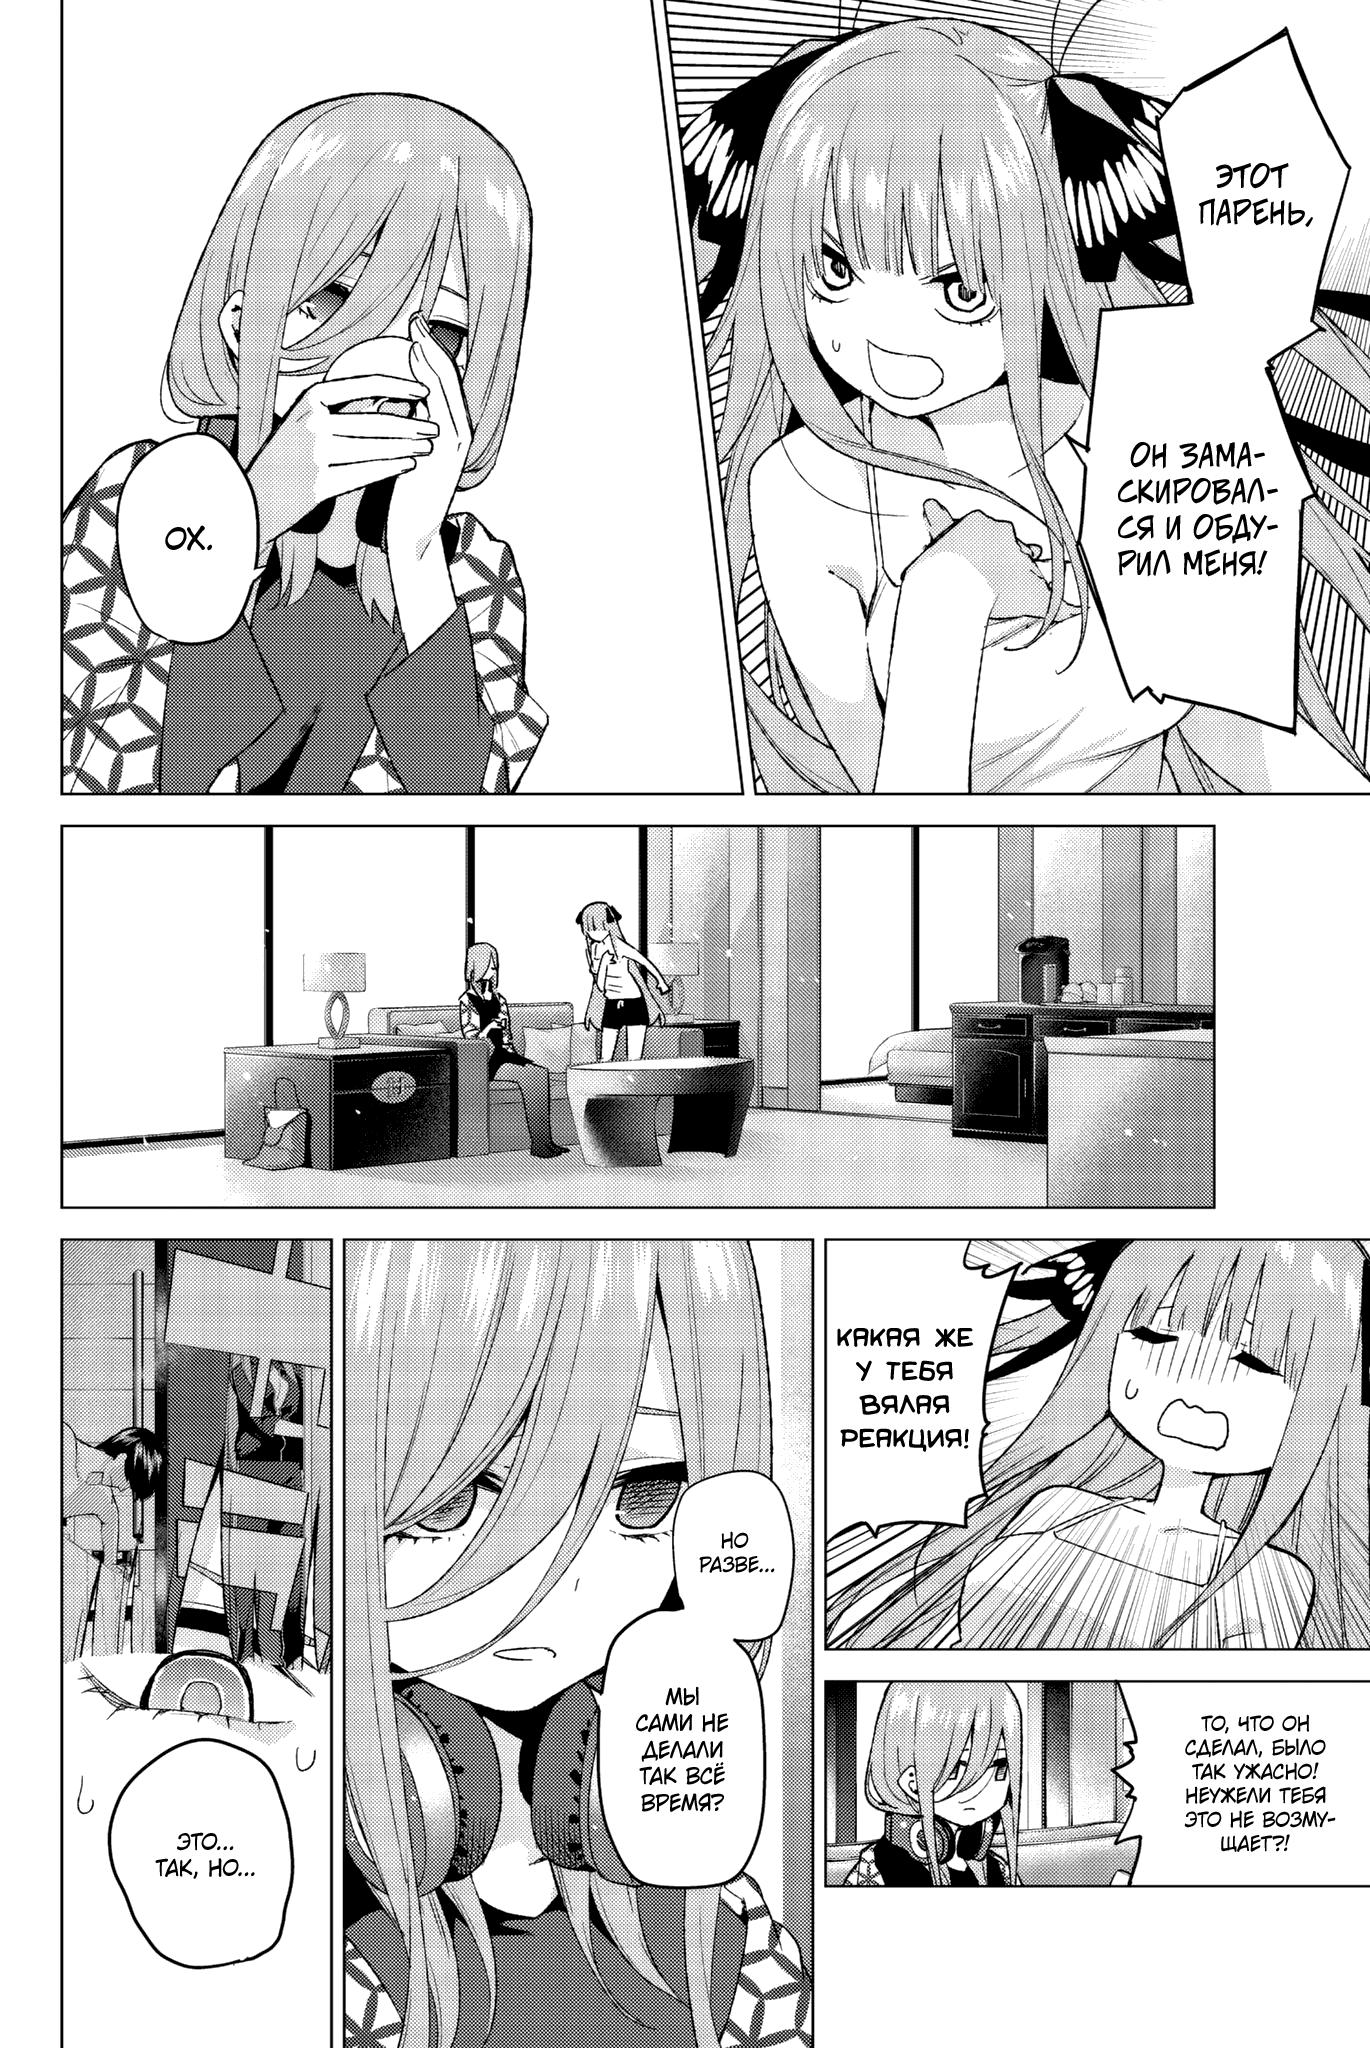 ЭТОТ
ПАРЕНЬ,
ОН ЗАМА-
СКИРОВАЛ-
СЯ И ОБДУ-
РИЛ МЕНЯ!
ОХ.
КАКАЯ ЖЕ
У ТЕБЯ
ВЯЛАЯ
РЕАКЦИЯ!
ТО, ЧТО ОН
СДЕЛАЛ, БЫЛО
ТАК УЖАСНО!
НЕУЖЕЛИ ТЕБЯ
ЭТО НЕ ВОЗМУ-
ЩАЕТ?!
НО
РАЗВЕ...
МЫ
САМИ НЕ
ДЕЛАЛИ
ТАК ВСЁ
ВРЕМЯ?
ЭТО...
ТАК, НО...